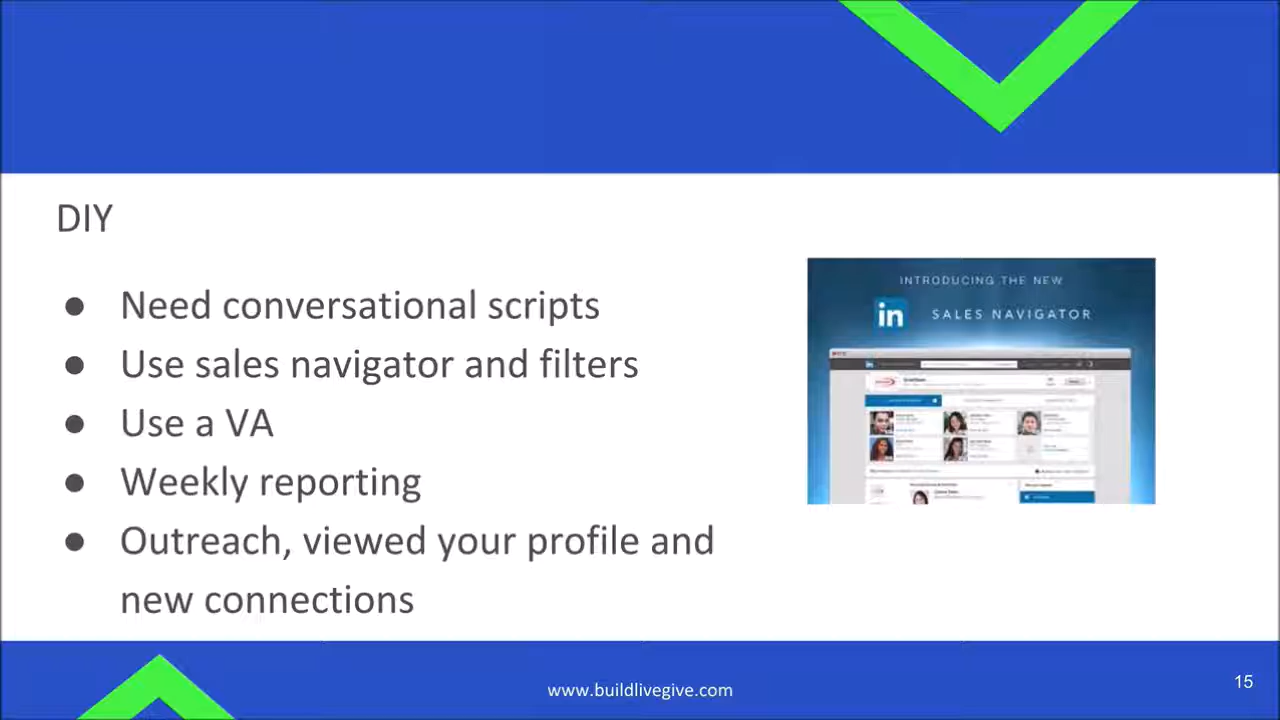 DIY
● Need conversational scripts
● Use sales navigator and filters
● Use a VA
● Weekly reporting
● Outreach, viewed your profile and
new connections
INTRODUCING THE NEW
in SALES NAVIGATOR
www.buildlivegive.com
15